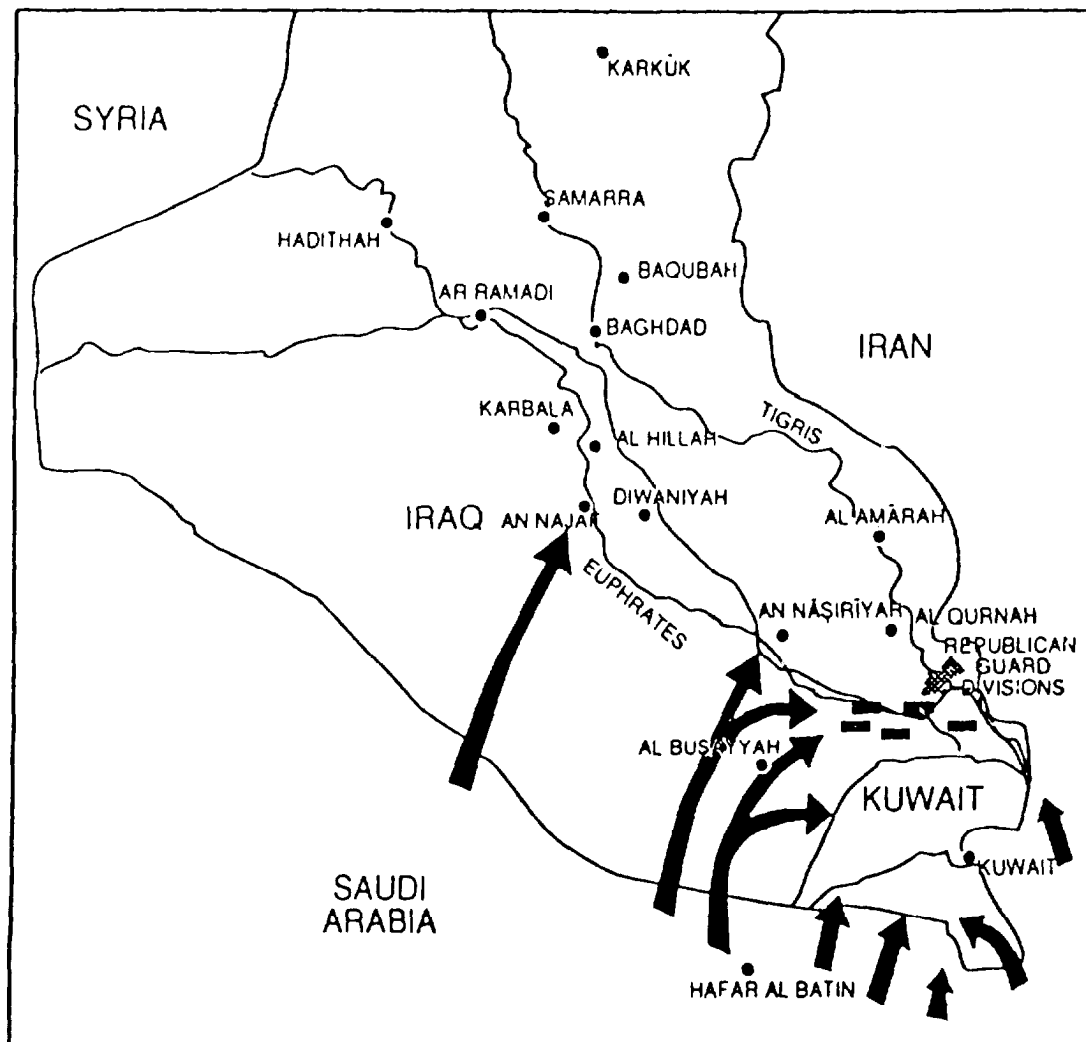 KARKŪK
SYRIA
SAMARRA
HADITHAH
BAQUBAH
AR RAMADI
BAGHDAD
IRAN
TIGRIS
KARBALA
AL HILLAH
DIWANIYAH
IRAQ
AN NAJAF
AL AMĀRAH
EUPHRATES
AN NĀṢIRĪYAH
AL QURNAH
REPUBLICAN
GUARD
DIVISIONS
AL BUSAYYAH
KUWAIT
KUWAIT
SAUDI
ARABIA
HAFAR AL BATIN